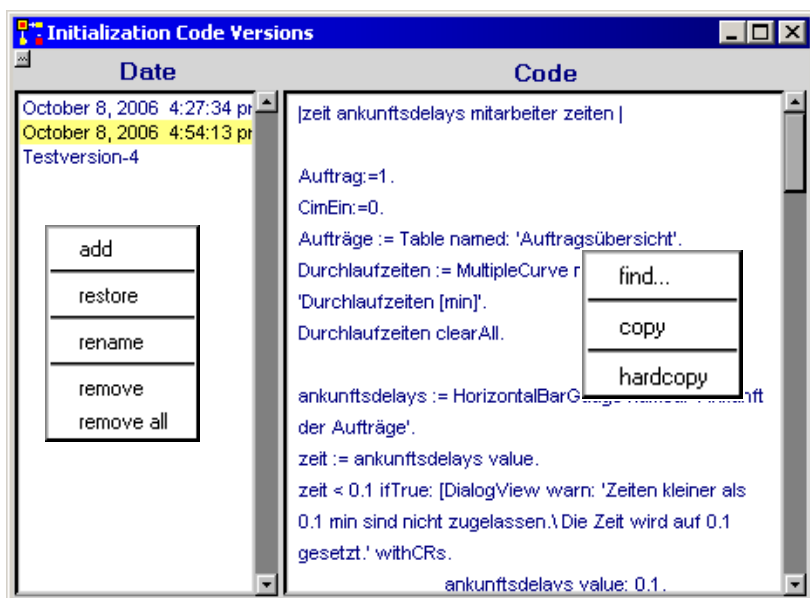 Initialization Code Versions
Date
Code
October 8, 2006 4:27:34 pr
October 8, 2006 4:54:13 pr
Testversion-4
add
restore
rename
remove
remove all
|zeit ankunftsdelays mitarbeiter zeiten |
Auftrag:=1.
CimEin:=0.
Aufträge := Table named: 'Auftragsübersicht'.
Durchlaufzeiten := MultipleCurve
'Durchlaufzeiten [min]'.
Durchlaufzeiten clearAll.
ankunftsdelays :=
der Aufträge'.
zeit := ankunftsdelays value.
zeit < 0.1 ifTrue: [DialogView warn: 'Zeiten kleiner als
0.1 min sind nicht zugelassen.\ Die Zeit wird auf 0.1
gesetzt.' withCRs.
ankunftsdelays value: 0.1.
find...
copy
hardcopy